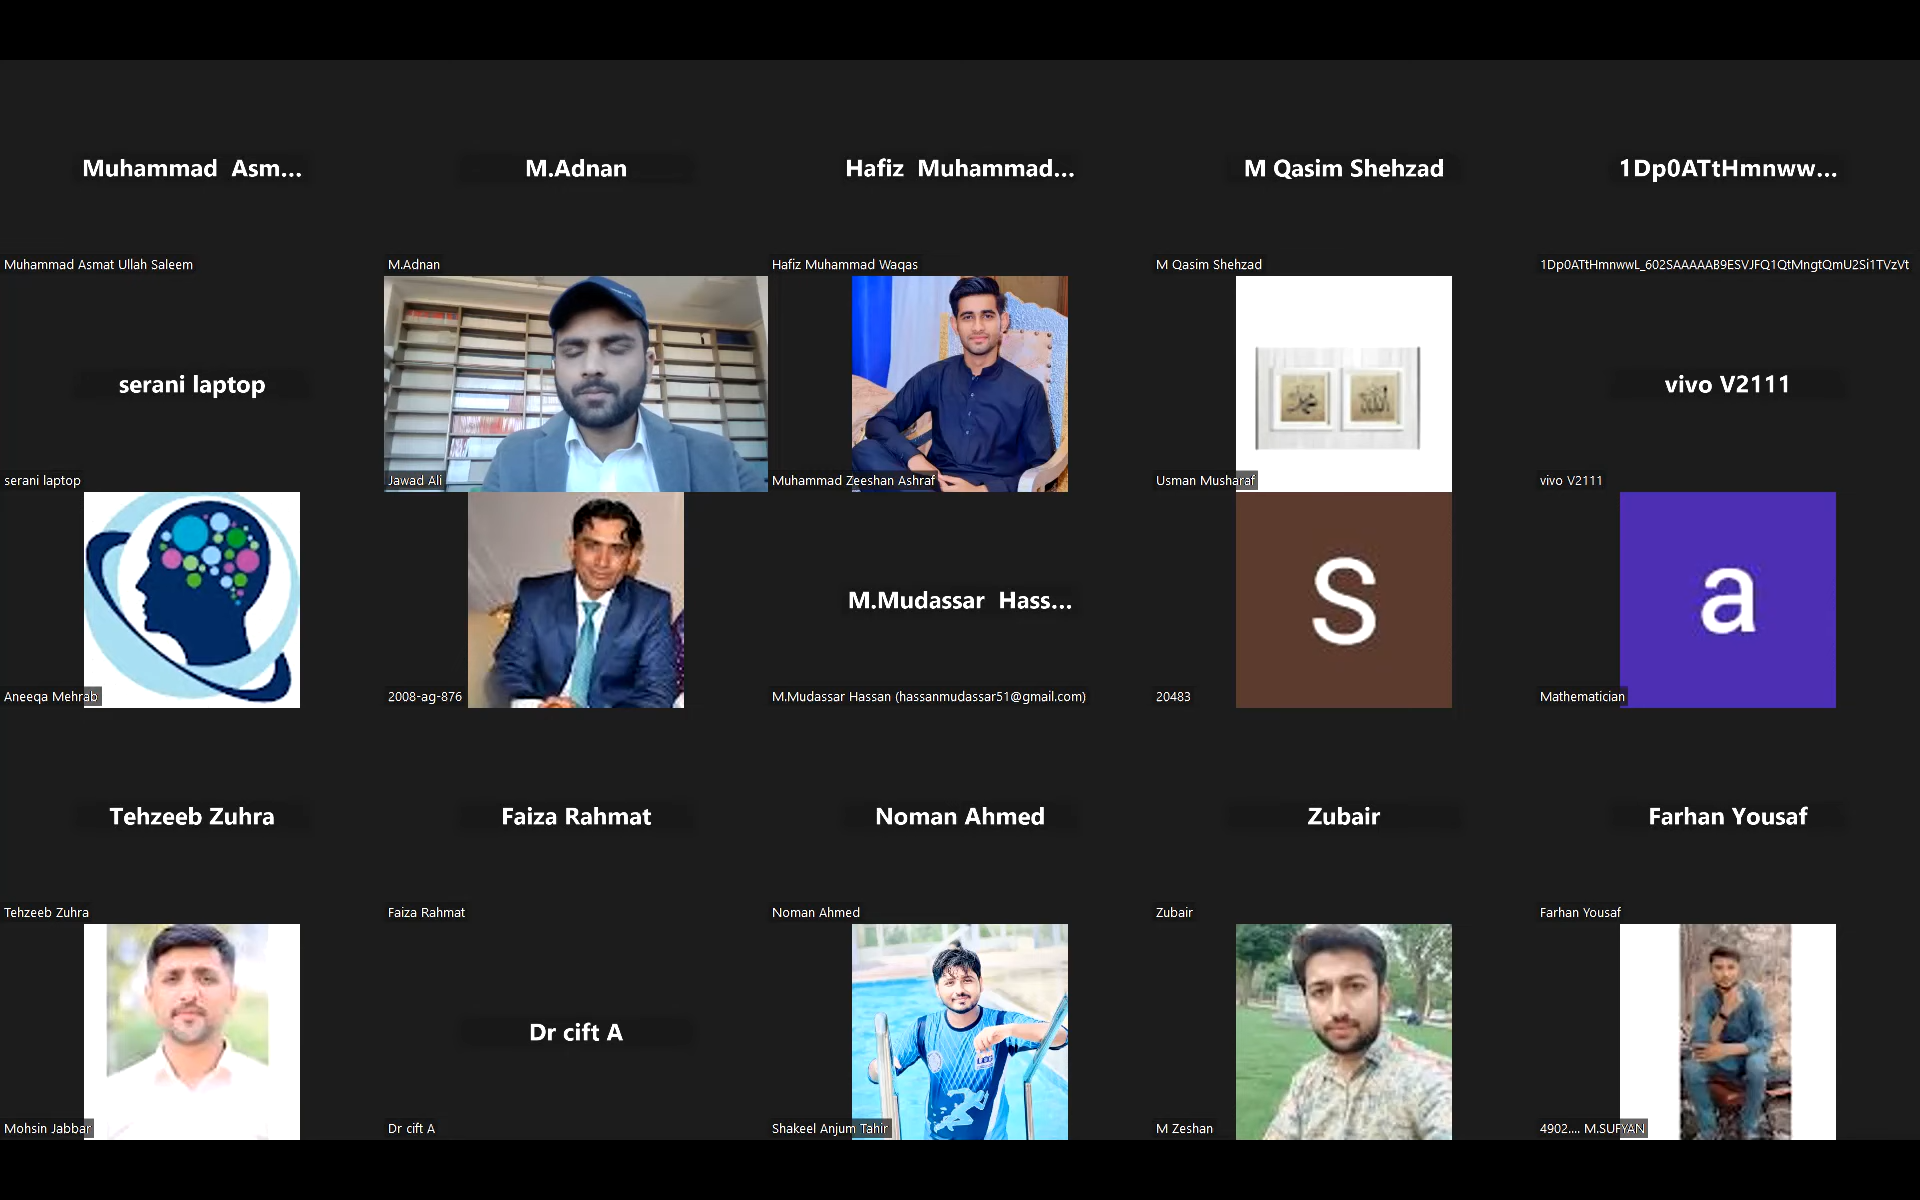 Muhammad Asm...
M.Adnan
Hafiz Muhammad...
M Qasim Shehzad
1Dp0ATtHmnww...
Muhammad Asmat Ullah Saleem
M.Adnan
Hafiz Muhammad Waqas
M Qasim Shehzad
1Dp0ATtHmnwwL_602SAAAAAB9ESVJFQ1QtMngtQmU2Si1TVzVt
serani laptop
vivo V2111
serani laptop
Jawad Ali
Muhammad Zeeshan Ashraf
Usman Musharaf
vivo V2111
M.Mudassar Hass...
S
a
Aneeqa Mehrab
2008-ag-876
M.Mudassar Hassan (hassanmudassar51@gmail.com)
20483
Mathematician
Tehzeeb Zuhra
Faiza Rahmat
Noman Ahmed
Zubair
Farhan Yousaf
Tehzeeb Zuhra
Faiza Rahmat
Noman Ahmed
Zubair
Farhan Yousaf
Dr cift A
Mohsin Jabbar
Dr cift A
Shakeel Anjum Tahir
M Zeshan
4902.... M.SUFYAN